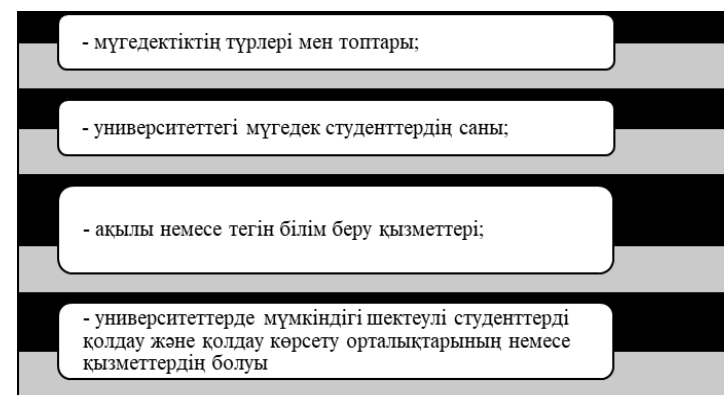 - мүгедектіктің түрлері мен топтары;
- университеттегі мүгедек студенттердің саны;
- ақылы немесе тегін білім беру қызметтері;
- университеттерде мүмкіндігі шектеулі студенттерді
қолдау және қолдау көрсету орталықтарының немесе
қызметтердің болуы